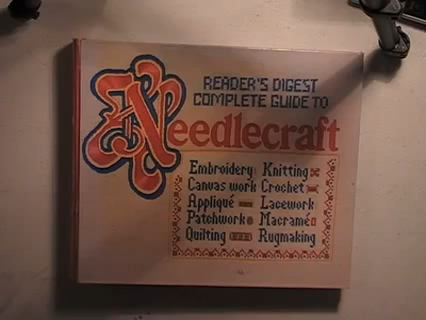 READER'S DIGEST
COMPLETE GUIDE TO
Needlecraft
Embroidery Knitting
Canvas work Crochet
Appliqué Lacework
Patchwork Macramé
Quilting Rugmaking